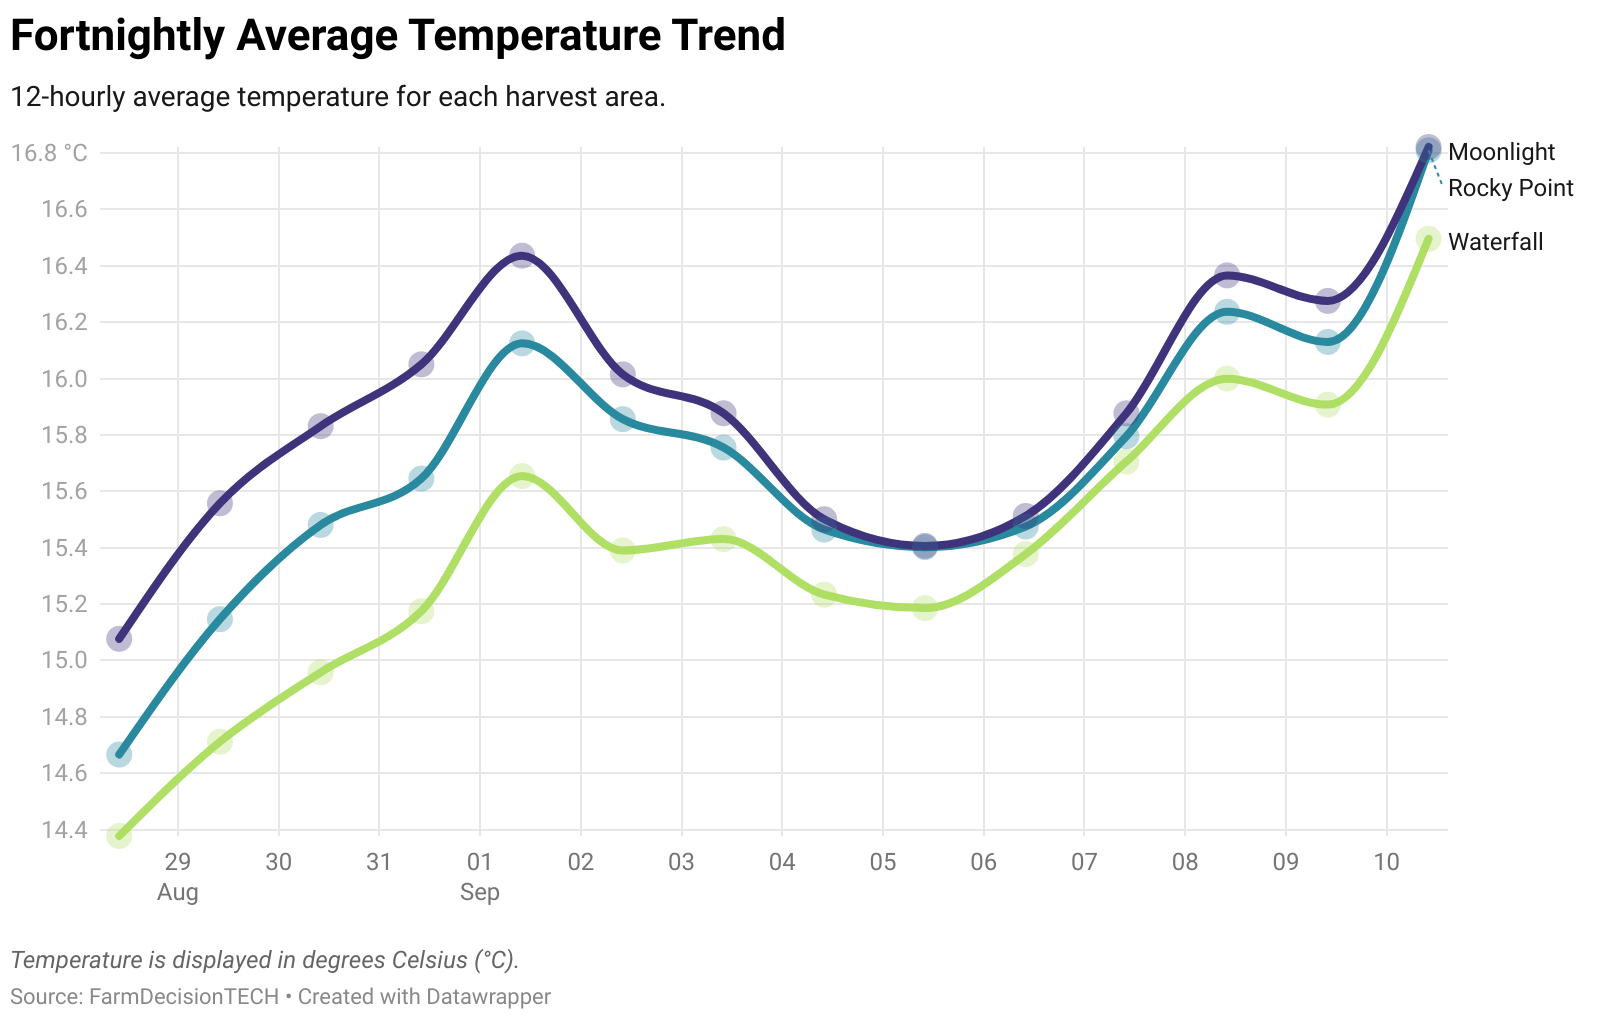 Fortnightly Average Temperature Trend
12-hourly average temperature for each harvest area.
16.8 °C
16.6
16.4
16.2
16.0
15.8
15.6
15.4
15.2
15.0
14.8
14.6
14.4
Moonlight
Rocky Point
Waterfall
29 30 31 01 02 03 04 05 06 07 08 09 10
Aug Sep
Temperature is displayed in degrees Celsius (°C).
Source: FarmDecisionTECH • Created with Datawrapper